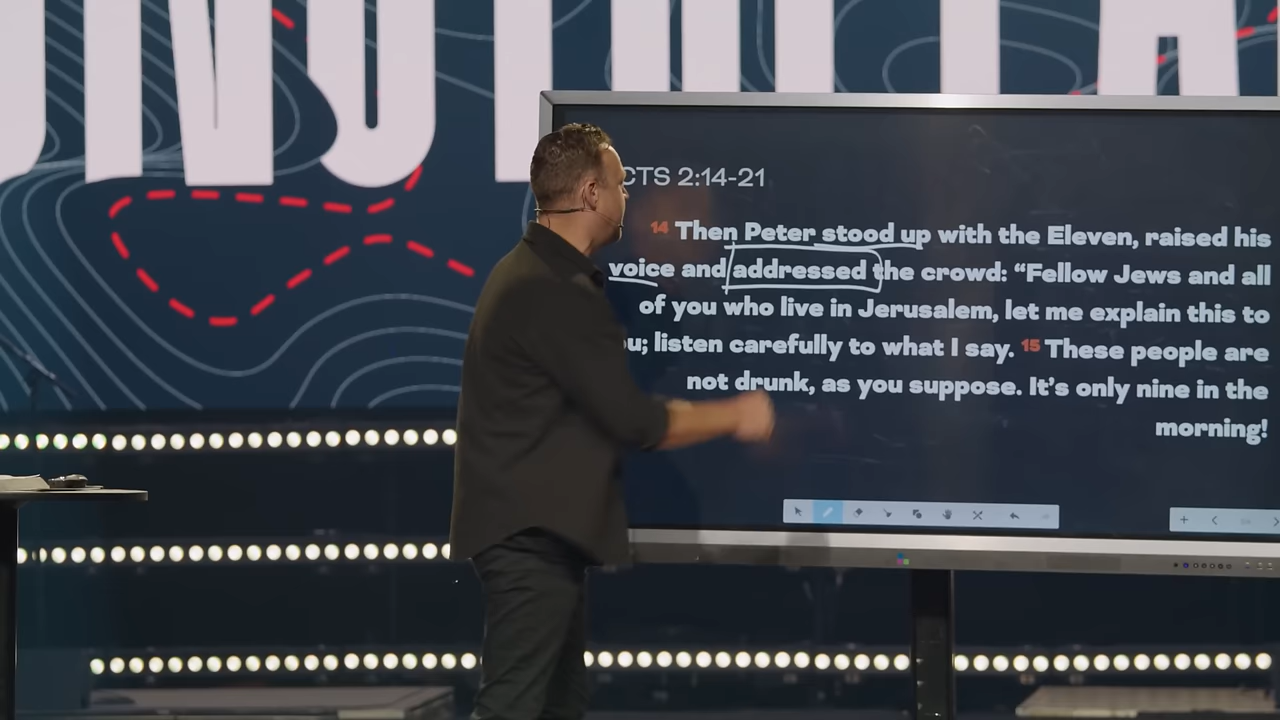 CTS 2:14-21
14 Then Peter stood up with the Eleven, raised his
voice and addressed the crowd: “Fellow Jews and all
of you who live in Jerusalem, let me explain this to
ou; listen carefully to what I say. 15 These people are
not drunk, as you suppose. It’s only nine in the
morning!